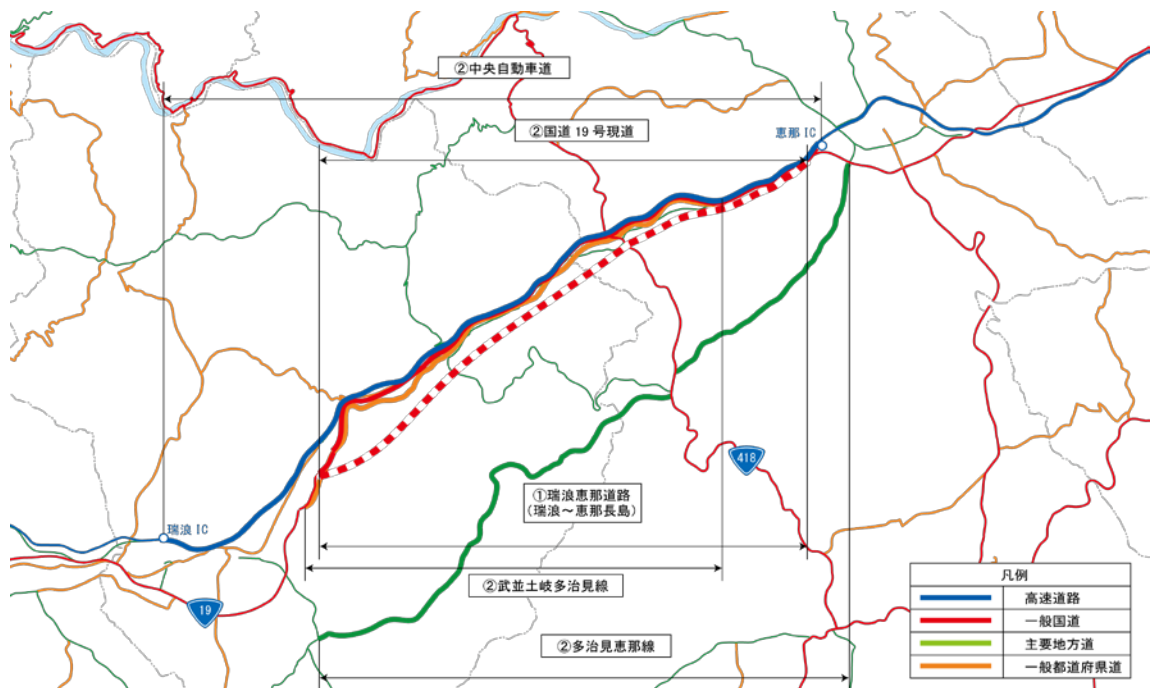 ②中央自動車道
②国道 19 号現道
恵那 IC
418
①瑞浪恵那道路
(瑞浪～恵那長島)
瑞浪 IC
②武並土岐多治見線
19
②多治見恵那線
凡例
高速道路
一般国道
主要地方道
一般都道府県道